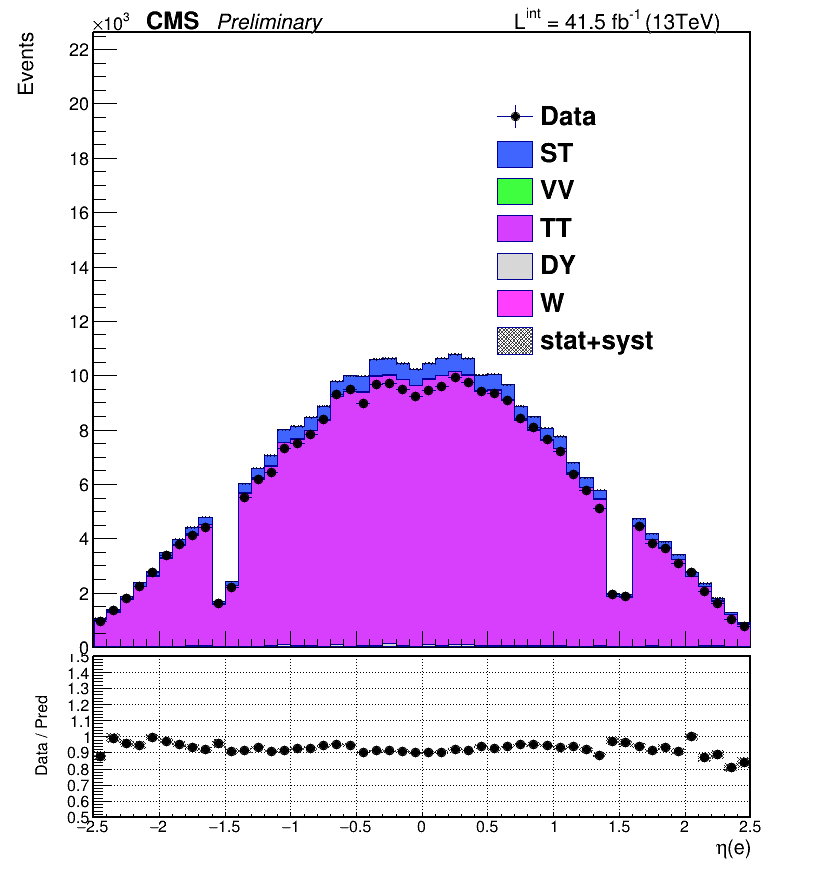 ×10³ CMS Preliminary L^int = 41.5 fb⁻¹ (13TeV)
Events
22
20
18
16
14
12
10
8
6
4
2
0
Data
ST
VV
TT
DY
W
stat+syst
Data / Pred
1.5
1.4
1.3
1.2
1.1
1
0.9
0.8
0.7
0.6
0.5
−2.5 −2 −1.5 −1 −0.5 0 0.5 1 1.5 2 2.5
η(e)